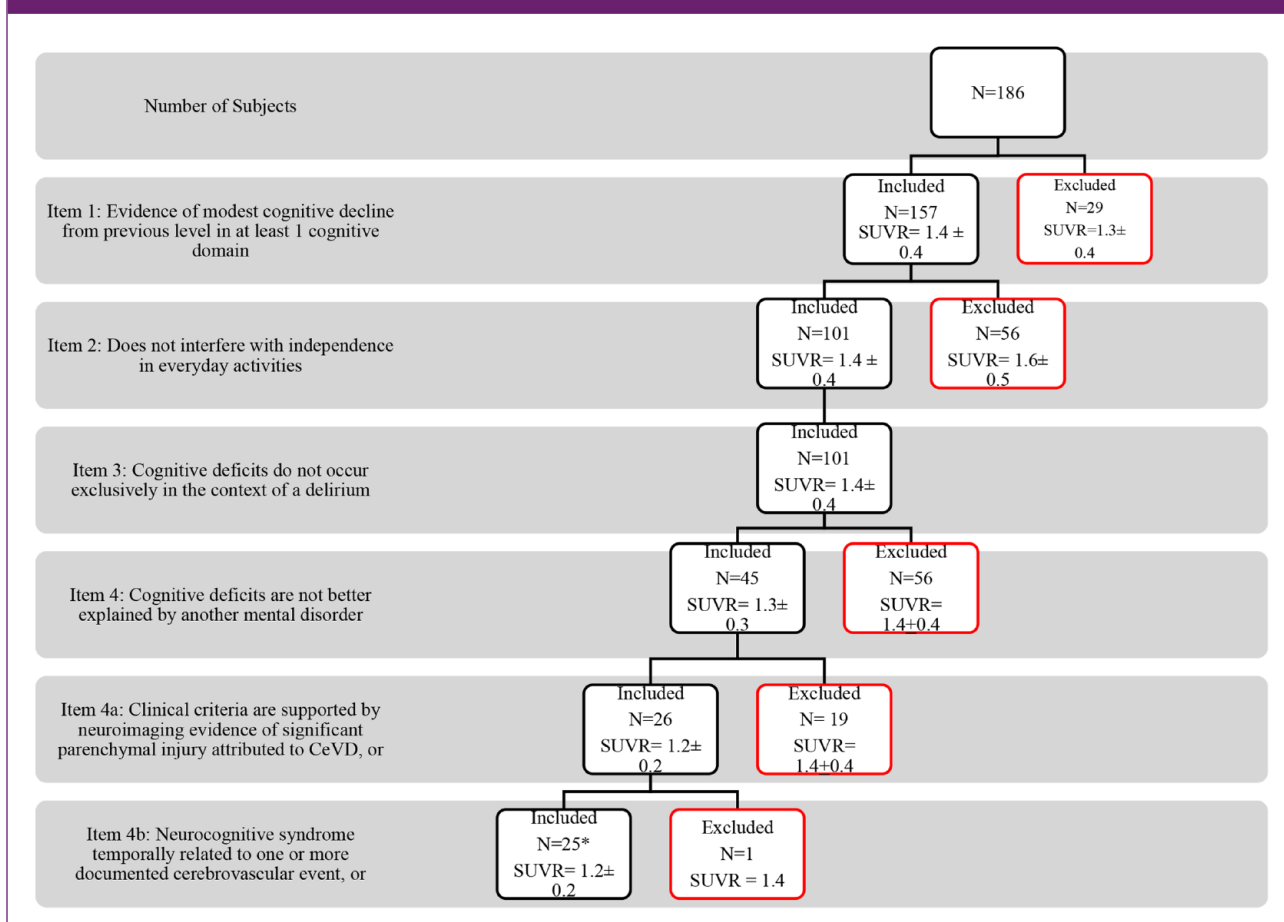 Number of Subjects
N=186
Item 1: Evidence of modest cognitive decline
from previous level in at least 1 cognitive
domain
Included
N=157
SUVR= 1.4 ±
0.4
Excluded
N=29
SUVR=1.3±
0.4
Item 2: Does not interfere with independence
in everyday activities
Included
N=101
SUVR= 1.4 ±
0.4
Excluded
N=56
SUVR= 1.6±
0.5
Item 3: Cognitive deficits do not occur
exclusively in the context of a delirium
Included
N=101
SUVR= 1.4±
0.4
Item 4: Cognitive deficits are not better
explained by another mental disorder
Included
N=45
SUVR= 1.3±
0.3
Excluded
N=56
SUVR=
1.4±0.4
Item 4a: Clinical criteria are supported by
neuroimaging evidence of significant
parenchymal injury attributed to CeVD, or
Included
N=26
SUVR= 1.2±
0.2
Excluded
N= 19
SUVR=
1.4±0.4
Item 4b: Neurocognitive syndrome
temporally related to one or more
documented cerebrovascular event, or
Included
N=25*
SUVR= 1.2±
0.2
Excluded
N=1
SUVR = 1.4